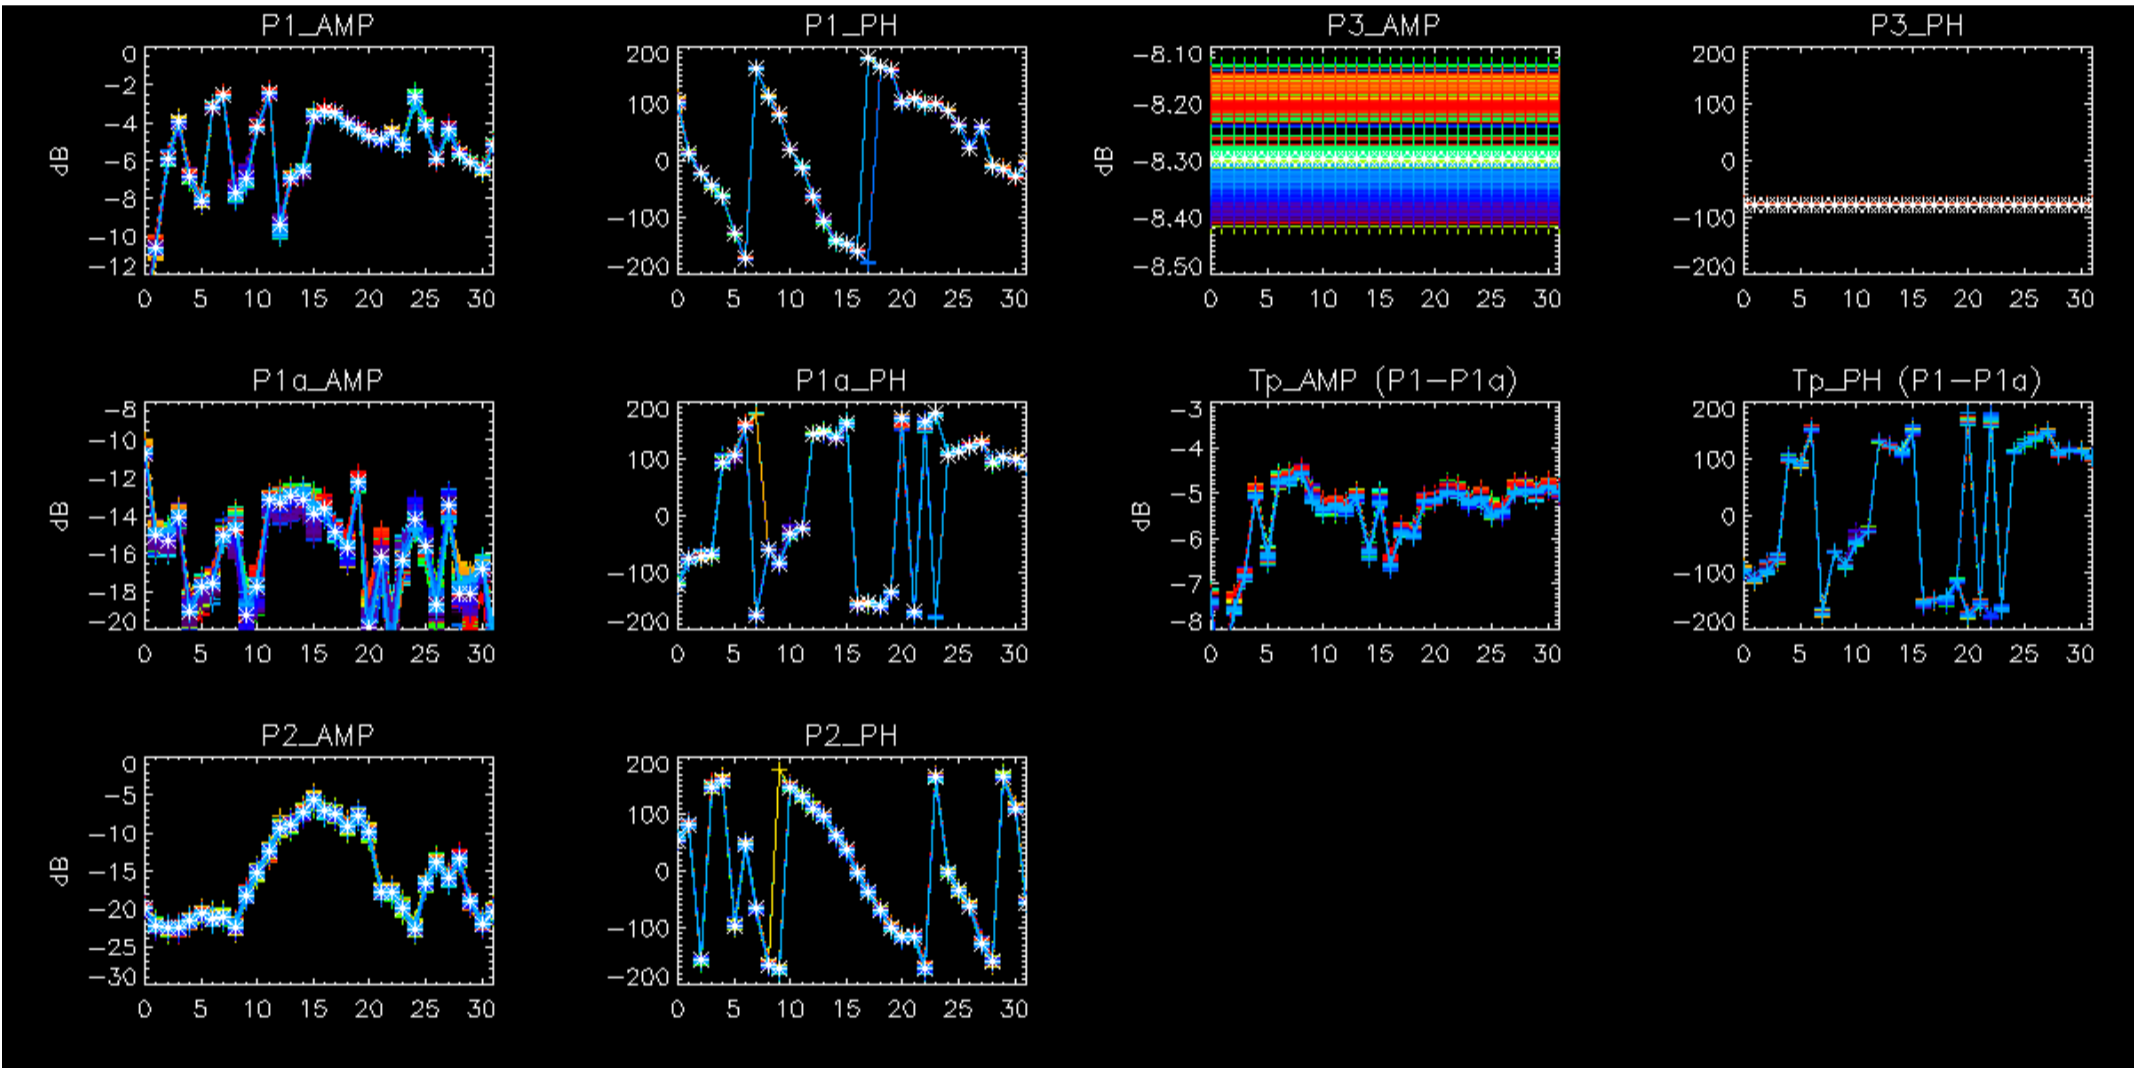 P1_AMP
dB
0
-2
-4
-6
-8
-10
-12
0 5 10 15 20 25 30
P1_PH
200
100
0
-100
-200
0 5 10 15 20 25 30
P3_AMP
dB
-8.10
-8.20
-8.30
-8.40
-8.50
0 5 10 15 20 25 30
P3_PH
200
100
0
-100
-200
0 5 10 15 20 25 30
P1a_AMP
dB
-8
-10
-12
-14
-16
-18
-20
0 5 10 15 20 25 30
P1a_PH
200
100
0
-100
-200
0 5 10 15 20 25 30
Tp_AMP (P1-P1a)
dB
-3
-4
-5
-6
-7
-8
0 5 10 15 20 25 30
Tp_PH (P1-P1a)
200
100
0
-100
-200
0 5 10 15 20 25 30
P2_AMP
dB
0
-5
-10
-15
-20
-25
-30
0 5 10 15 20 25 30
P2_PH
200
100
0
-100
-200
0 5 10 15 20 25 30